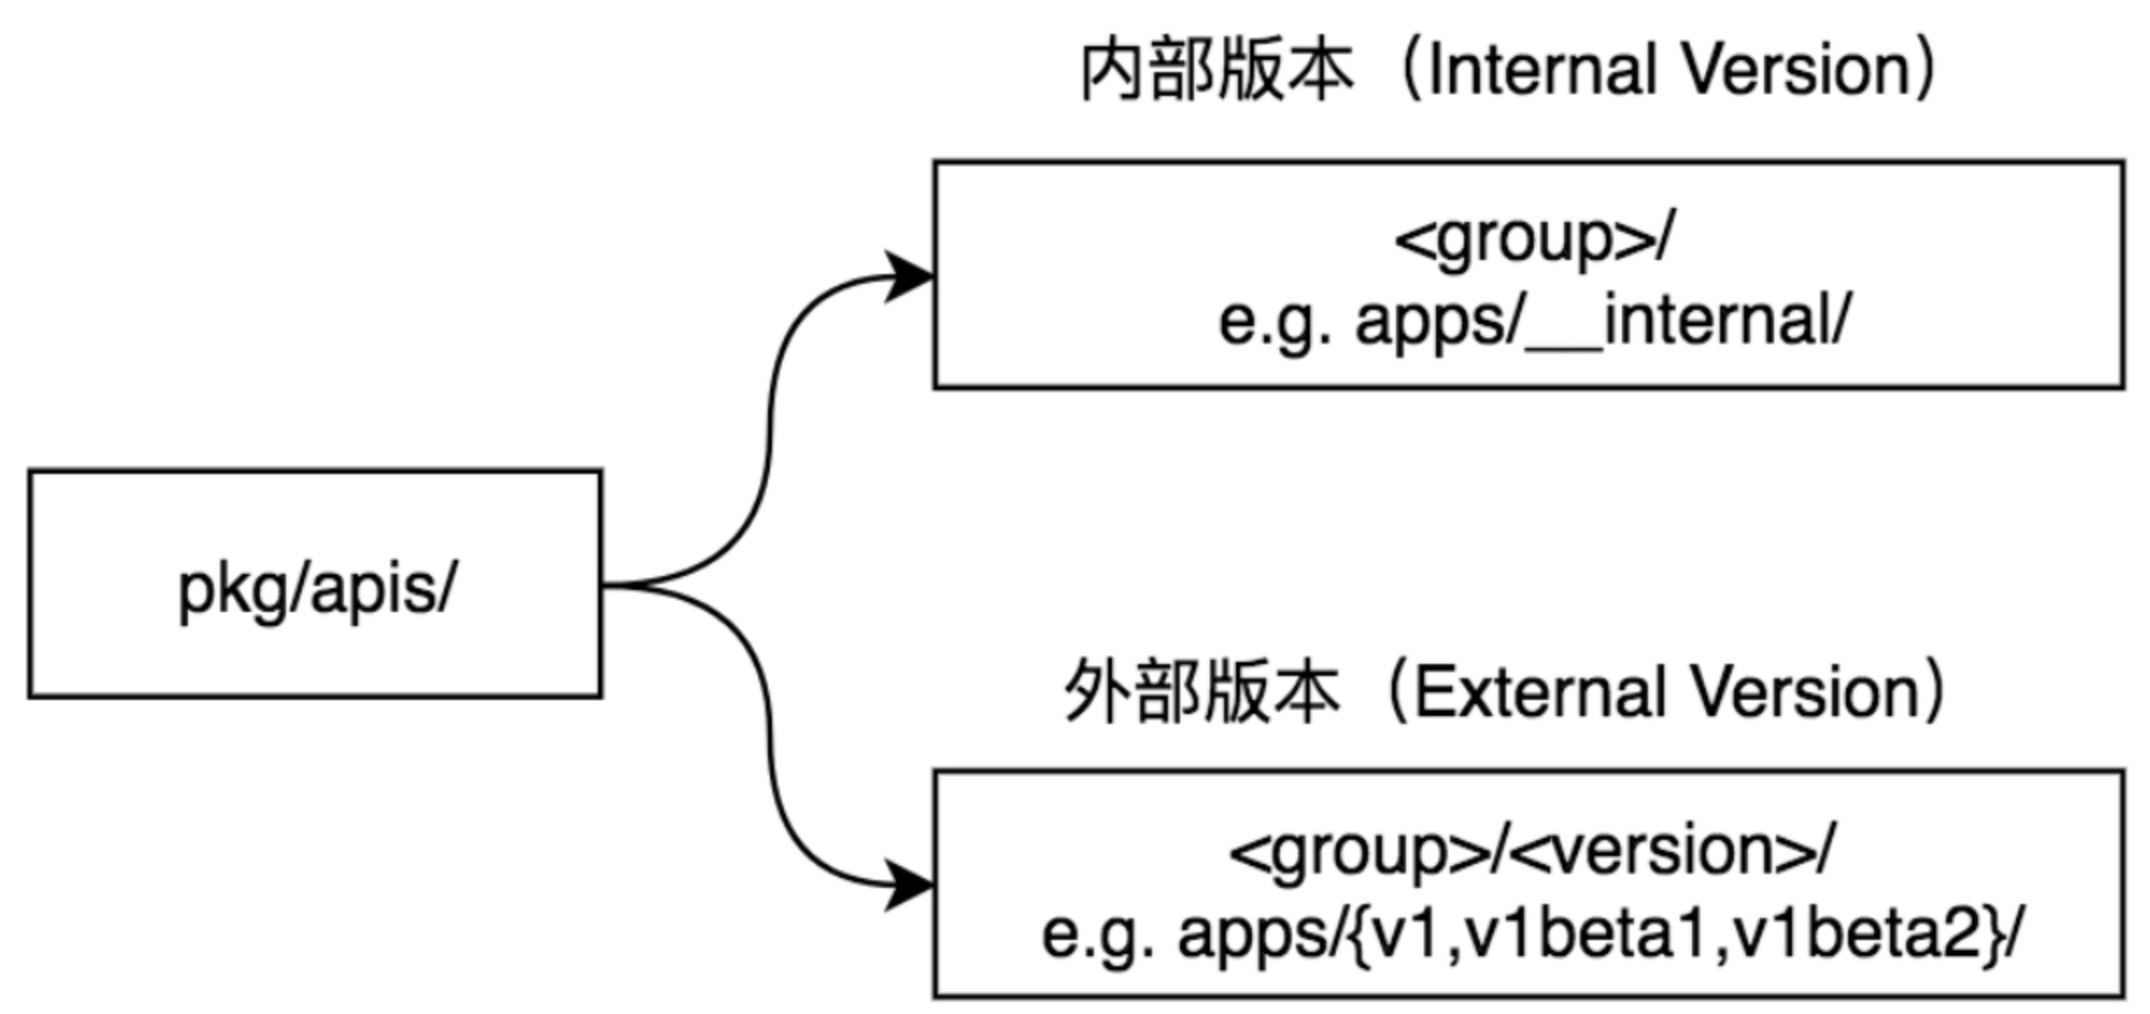 内部版本（Internal Version）
<group>/
e.g. apps/__internal/
pkg/apis/
外部版本（External Version）
<group>/<version>/
e.g. apps/{v1,v1beta1,v1beta2}/